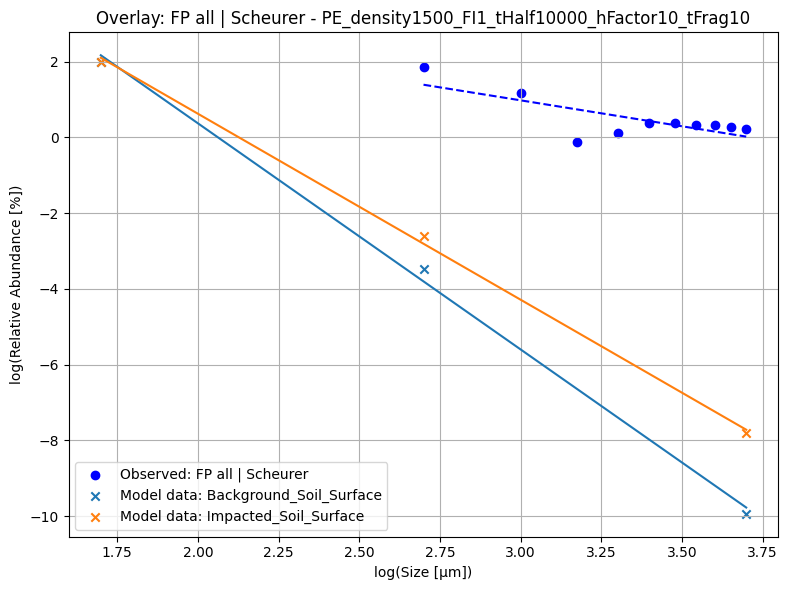 Overlay: FP all | Scheurer - PE_density1500_FI1_tHalf10000_hFactor10_tFrag10
log(Relative Abundance [%])
2
0
−2
−4
−6
−8
−10
Observed: FP all | Scheurer
Model data: Background_Soil_Surface
Model data: Impacted_Soil_Surface
1.75 2.00 2.25 2.50 2.75 3.00 3.25 3.50 3.75
log(Size [µm])